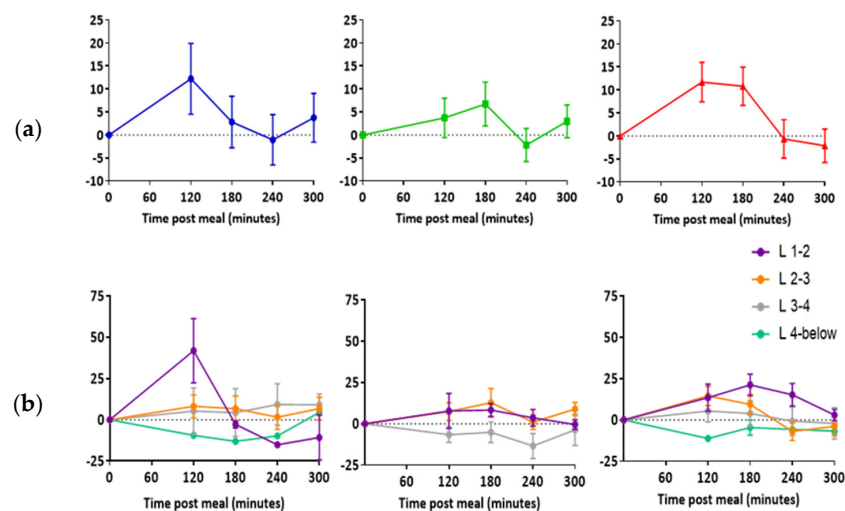 (a)
25 25 25
20 20 20
15 15 15
10 10 10
5 5 5
0 0 0
-5 -5 -5
-10 -10 -10
0 60 120 180 240 300 0 60 120 180 240 300 0 60 120 180 240 300
Time post meal (minutes) Time post meal (minutes) Time post meal (minutes)
L 1-2
L 2-3
L 3-4
L 4-below
(b)
75 75 75
50 50 50
25 25 25
0 0 0
-25 -25 -25
0 60 120 180 240 300 60 120 180 240 300 60 120 180 240 300
Time post meal (minutes) Time post meal (minutes) Time post meal (minutes)